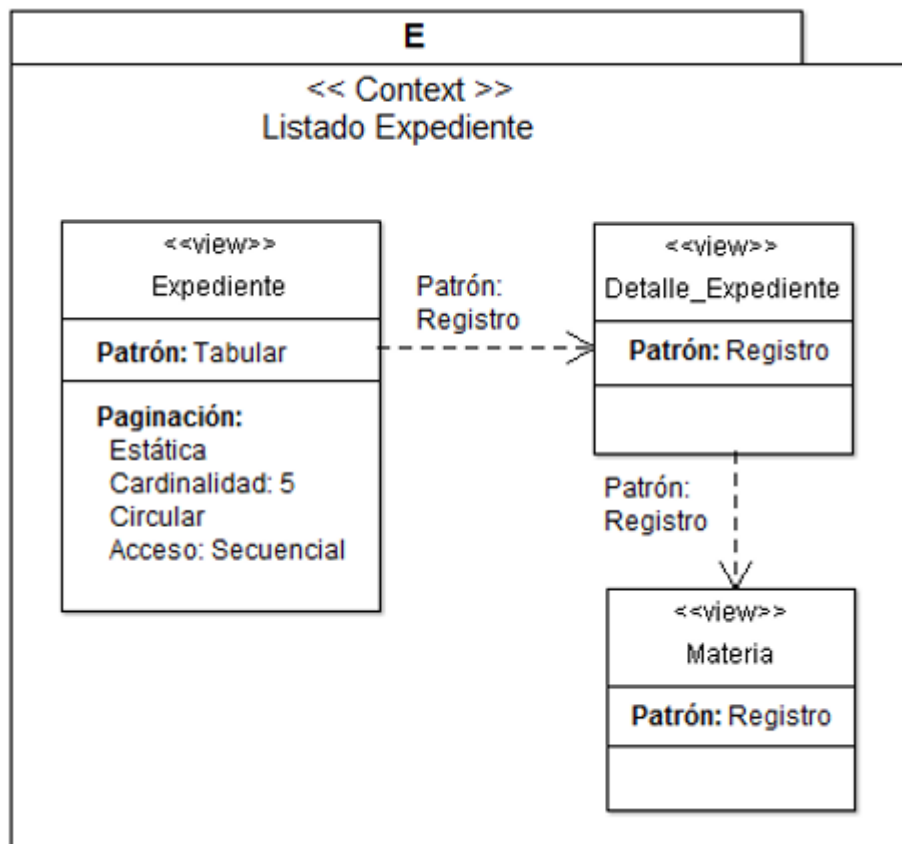 E
<< Context >>
Listado Expediente
<<view>>
Expediente
Patrón: Tabular
Paginación:
Estática
Cardinalidad: 5
Circular
Acceso: Secuencial
Patrón:
Registro
<<view>>
Detalle_Expediente
Patrón: Registro
Patrón:
Registro
<<view>>
Materia
Patrón: Registro